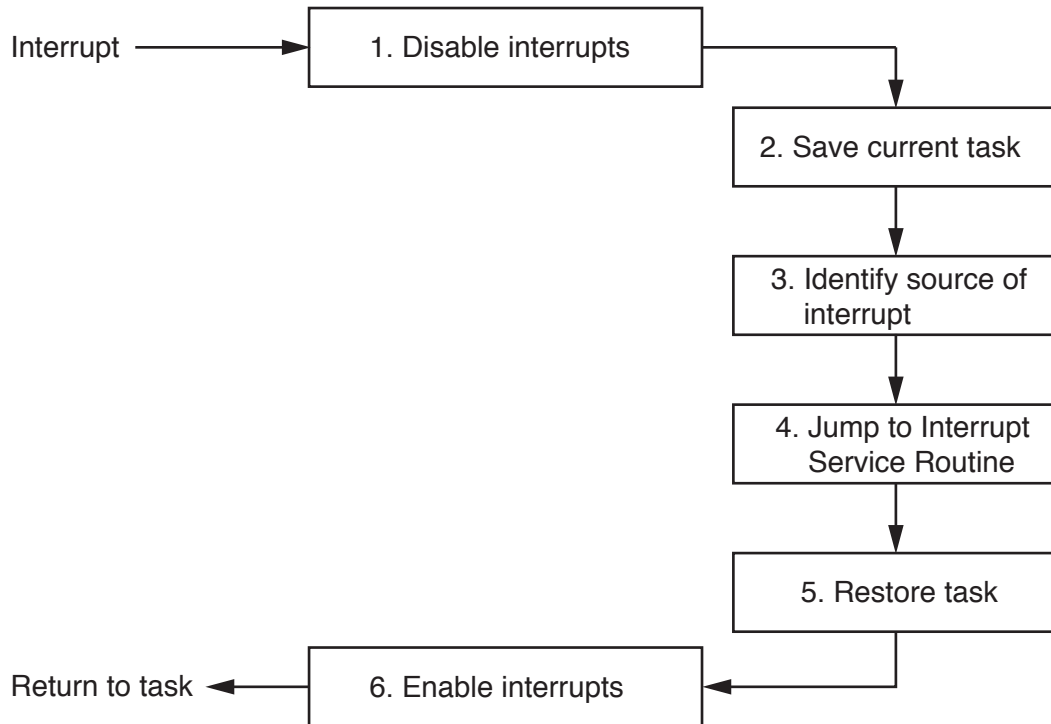 Interrupt
1. Disable interrupts
2. Save current task
3. Identify source of
interrupt
4. Jump to Interrupt
Service Routine
5. Restore task
6. Enable interrupts
Return to task